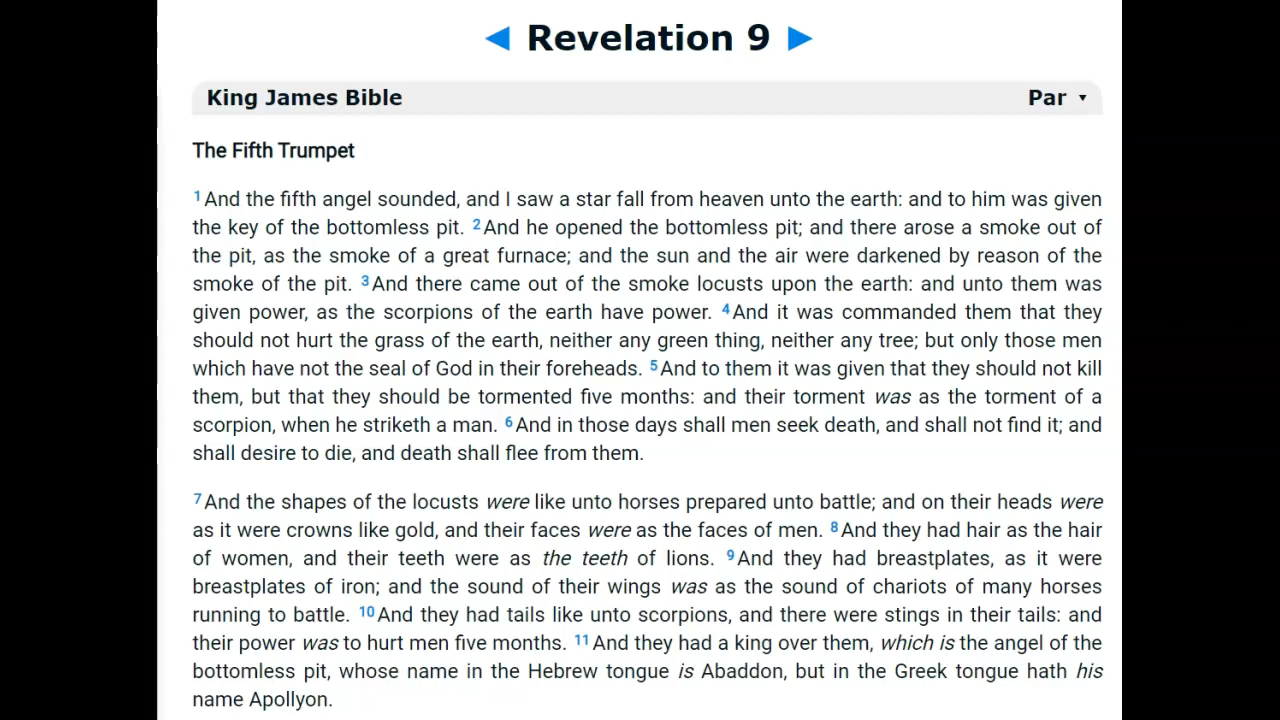 ◄ Revelation 9 ►
King James Bible Par ▾
The Fifth Trumpet
1 And the fifth angel sounded, and I saw a star fall from heaven unto the earth: and to him was given
the key of the bottomless pit. 2 And he opened the bottomless pit; and there arose a smoke out of
the pit, as the smoke of a great furnace; and the sun and the air were darkened by reason of the
smoke of the pit. 3 And there came out of the smoke locusts upon the earth: and unto them was
given power, as the scorpions of the earth have power. 4 And it was commanded them that they
should not hurt the grass of the earth, neither any green thing, neither any tree; but only those men
which have not the seal of God in their foreheads. 5 And to them it was given that they should not kill
them, but that they should be tormented five months: and their torment was as the torment of a
scorpion, when he striketh a man. 6 And in those days shall men seek death, and shall not find it; and
shall desire to die, and death shall flee from them.
7 And the shapes of the locusts were like unto horses prepared unto battle; and on their heads were
as it were crowns like gold, and their faces were as the faces of men. 8 And they had hair as the hair
of women, and their teeth were as the teeth of lions. 9 And they had breastplates, as it were
breastplates of iron; and the sound of their wings was as the sound of chariots of many horses
running to battle. 10 And they had tails like unto scorpions, and there were stings in their tails: and
their power was to hurt men five months. 11 And they had a king over them, which is the angel of the
bottomless pit, whose name in the Hebrew tongue is Abaddon, but in the Greek tongue hath his
name Apollyon.